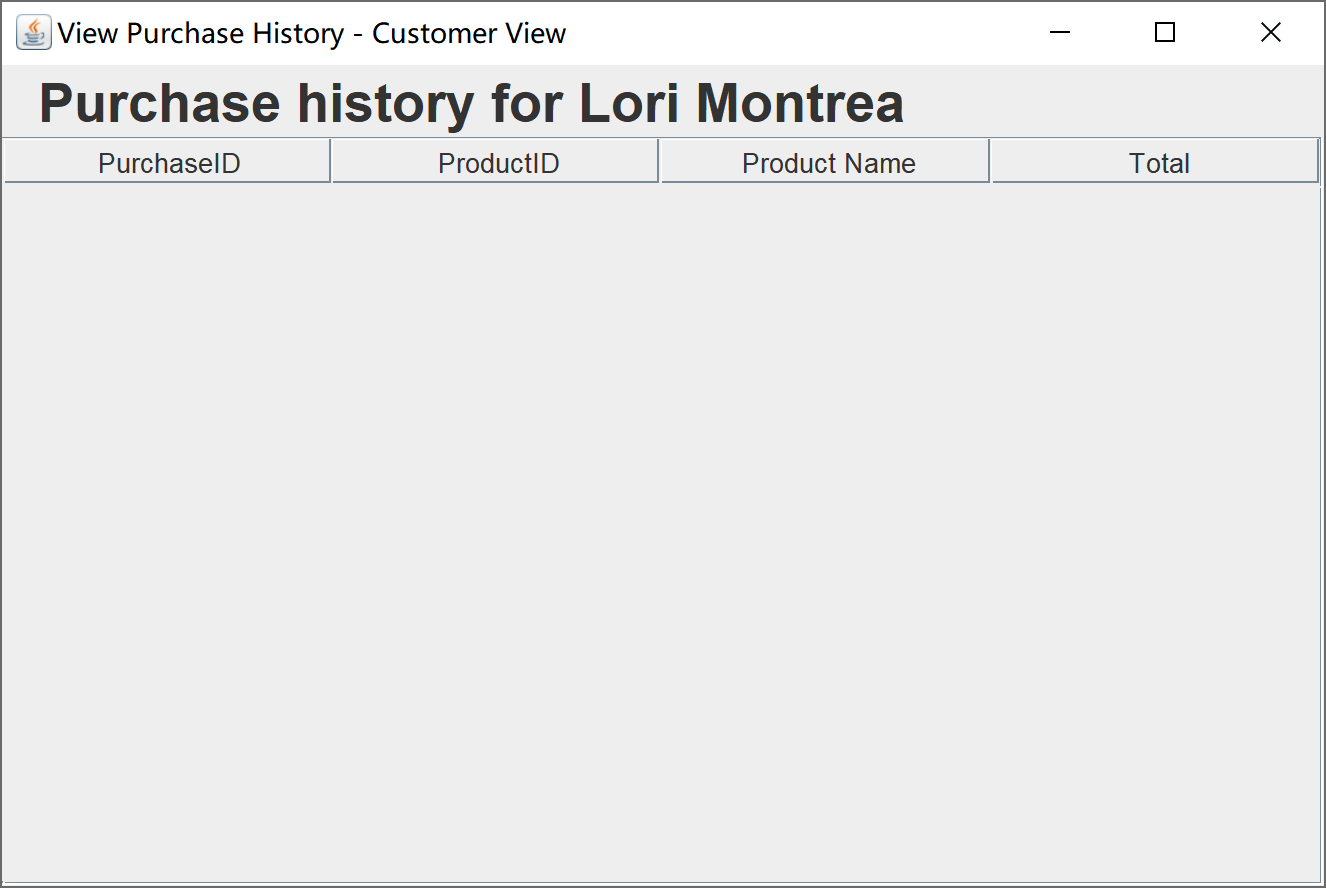 View Purchase History - Customer View
Purchase history for Lori Montrea
PurchaseID ProductID Product Name Total